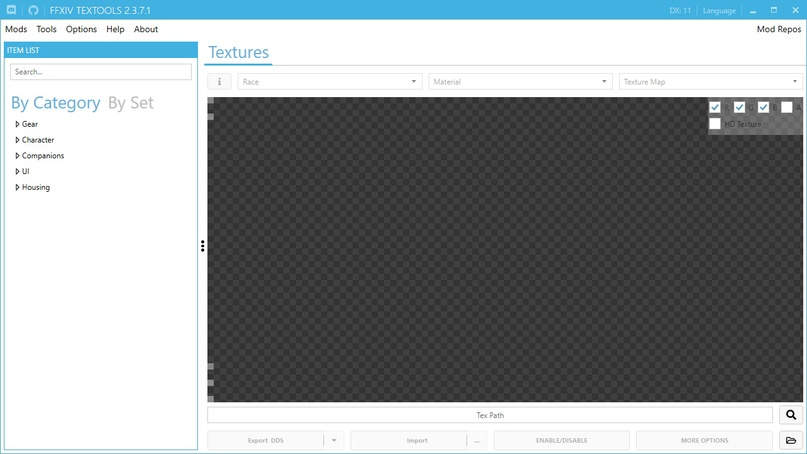 FFXIV TEXTOOLS 2.3.7.1
DX: 11
Language
Mods Tools Options Help About
Mod Repos
ITEM LIST
Search...
By Category By Set
Gear
Character
Companions
UI
Housing
Textures
Race
Material
Texture Map
R G B A
HD Texture
Tex Path
Export DDS
Import
...
ENABLE/DISABLE
MORE OPTIONS